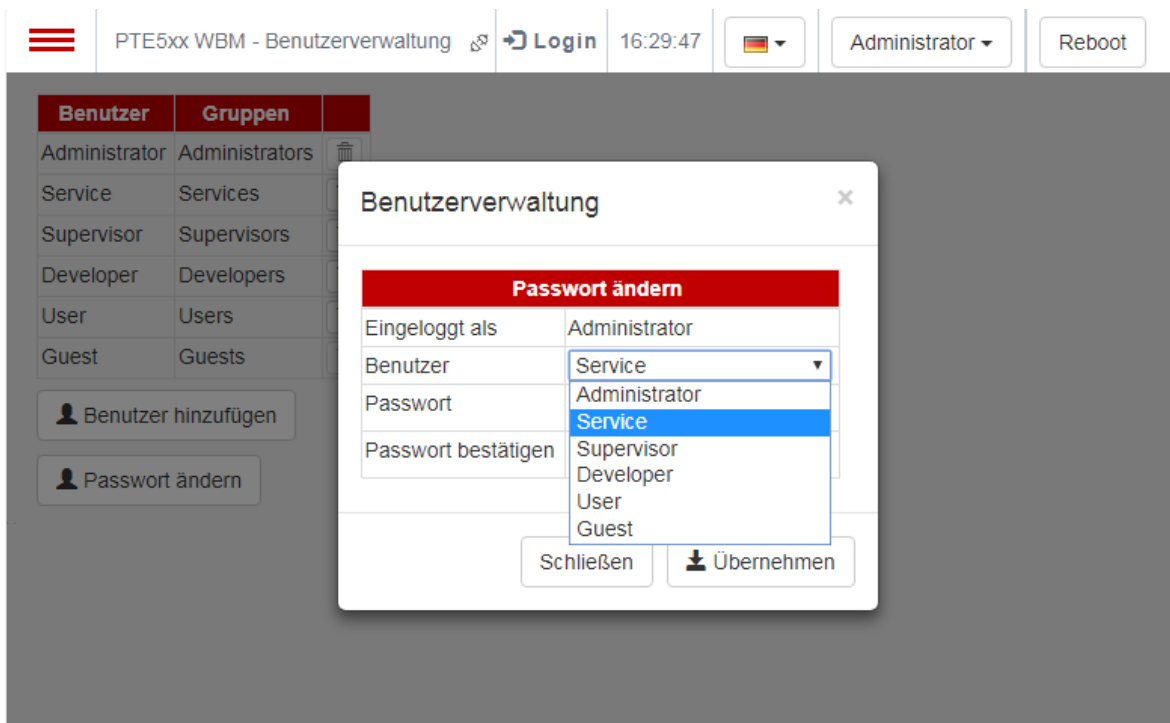 PTE5xx WBM - Benutzerverwaltung Login 16:29:47 Administrator Reboot
Benutzer Gruppen
Administrator Administrators
Service Services
Supervisor Supervisors
Developer Developers
User Users
Guest Guests
Benutzer hinzufügen
Passwort ändern
Benutzerverwaltung ×
Passwort ändern
Eingeloggt als Administrator
Benutzer Service
Passwort
Passwort bestätigen
Administrator
Service
Supervisor
Developer
User
Guest
Schließen Übernehmen